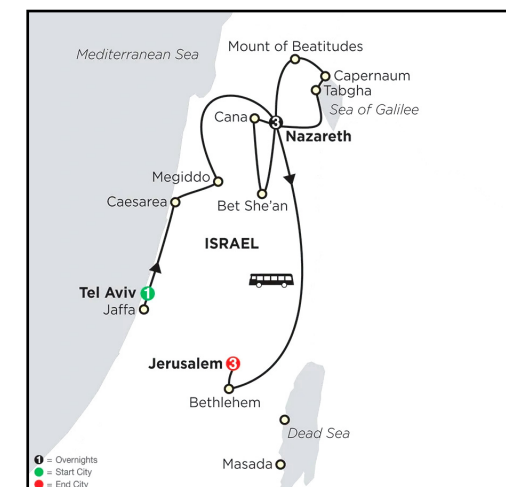 Mediterranean Sea
Mount of Beatitudes
Capernaum
Tabgha
Sea of Galilee
Cana
3
Nazareth
Megiddo
Caesarea
Bet She'an
ISRAEL
Tel Aviv 1
Jaffa
Jerusalem 3
Bethlehem
Dead Sea
Masada
1 = Overnights
= Start City
= End City